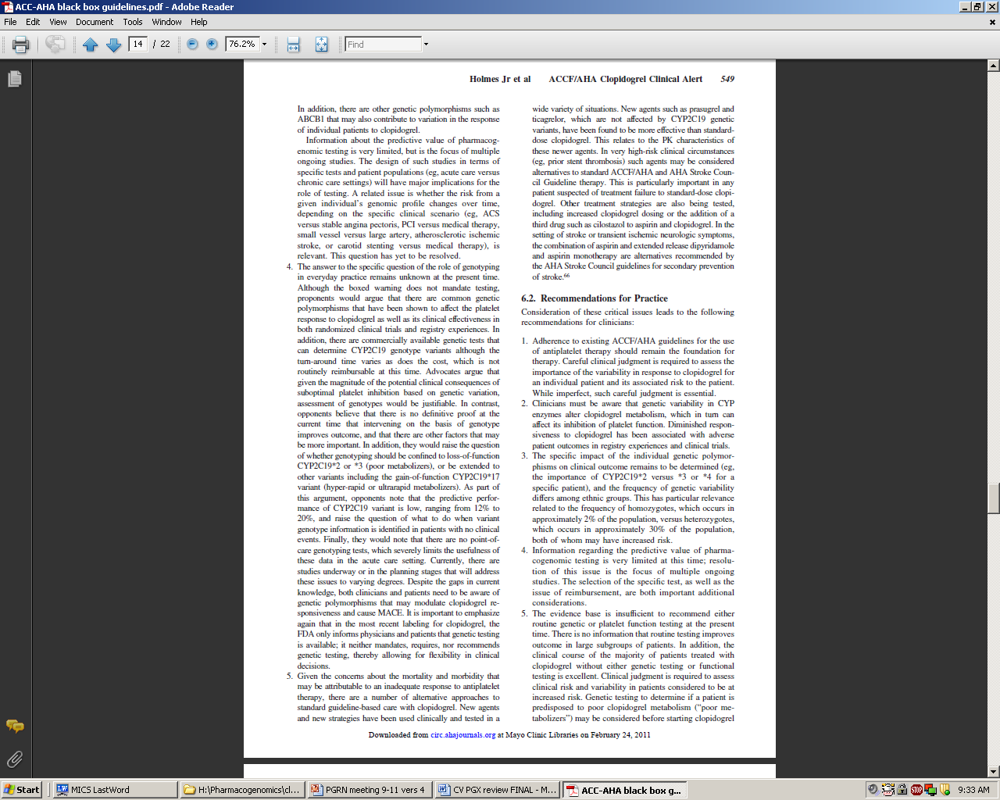 ACC-AHA black box guidelines.pdf - Adobe Reader
File Edit View Document Tools Window Help
14 / 22 76.2% Find
Holmes Jr et al ACCF/AHA Clopidogrel Clinical Alert 549
In addition, there are other genetic polymorphisms such as
ABCB1 that may also contribute to variation in the response
of individual patients to clopidogrel.
Information about the predictive value of pharmacog-
enomic testing is very limited, but is the focus of multiple
ongoing studies. The design of such studies in terms of
specific tests and patient populations (eg, acute care versus
chronic care settings) will have major implications for the
role of testing. A related issue is whether the risk from a
given individual's genomic profile changes over time,
depending on the specific clinical scenario (eg, ACS
versus stable angina pectoris, PCI versus medical therapy,
small vessel versus large artery, atherosclerotic ischemic
stroke, or carotid stenting versus medical therapy), is
relevant. This question has yet to be resolved.
4. The answer to the specific question of the role of genotyping
in everyday practice remains unknown at the present time.
Although the boxed warning does not mandate testing,
proponents would argue that there are common genetic
polymorphisms that have been shown to affect the platelet
response to clopidogrel as well as its clinical effectiveness in
both randomized clinical trials and registry experiences. In
addition, there are commercially available genetic tests that
can determine CYP2C19 genotype variants although the
turn-around time varies as does the cost, which is not
routinely reimbursable at this time. Advocates argue that
given the magnitude of the potential clinical consequences of
suboptimal platelet inhibition based on genetic variation,
assessment of genotypes would be justifiable. In contrast,
opponents believe that there is no definitive proof at the
current time that intervening on the basis of genotype
improves outcome, and that there are other factors that may
be more important. In addition, they would raise the question
of whether genotyping should be confined to loss-of-function
CYP2C19*2 or *3 (poor metabolizers), or be extended to
other variants including the gain-of-function CYP2C19*17
variant (hyper-rapid or ultrarapid metabolizers). As part of
this argument, opponents note that the predictive perfor-
mance of CYP2C19 variant is low, ranging from 12% to
20%, and raise the question of what to do when variant
genotype information is identified in patients with no clinical
events. Finally, they would note that there are no point-of-
care genotyping tests, which severely limits the usefulness of
these data in the acute care setting. Currently, there are
studies underway or in the planning stages that will address
these issues to varying degrees. Despite the gaps in current
knowledge, both clinicians and patients need to be aware of
genetic polymorphisms that may modulate clopidogrel re-
sponsiveness and cause MACE. It is important to emphasize
again that in the most recent labeling for clopidogrel, the
FDA only informs physicians and patients that genetic testing
is available; it neither mandates, requires, nor recommends
genetic testing, thereby allowing for flexibility in clinical
decisions.
5. Given the concerns about the mortality and morbidity that
may be attributable to an inadequate response to antiplatelet
therapy, there are a number of alternative approaches to
standard guideline-based care with clopidogrel. New agents
and new strategies have been used clinically and tested in a
wide variety of situations. New agents such as prasugrel and
ticagrelor, which are not affected by CYP2C19 genetic
variants, have been found to be more effective than standard-
dose clopidogrel. This relates to the PK characteristics of
these newer agents. In very high-risk clinical circumstances
(eg, prior stent thrombosis) such agents may be considered
alternatives to standard ACCF/AHA and AHA Stroke Coun-
cil Guideline therapy. This is particularly important in any
patient suspected of treatment failure to standard-dose clopi-
dogrel. Other treatment strategies are also being tested,
including increased clopidogrel dosing or the addition of a
third drug such as cilostazol to aspirin and clopidogrel. In the
setting of stroke or transient ischemic neurologic symptoms,
the combination of aspirin and extended release dipyridamole
and aspirin monotherapy are alternatives recommended by
the AHA Stroke Council guidelines for secondary prevention
of stroke.66
6.2. Recommendations for Practice
Consideration of these critical issues leads to the following
recommendations for clinicians:
1. Adherence to existing ACCF/AHA guidelines for the use
of antiplatelet therapy should remain the foundation for
therapy. Careful clinical judgment is required to assess the
importance of the variability in response to clopidogrel for
an individual patient and its associated risk to the patient.
While imperfect, such careful judgment is essential.
2. Clinicians must be aware that genetic variability in CYP
enzymes alter clopidogrel metabolism, which in turn can
affect its inhibition of platelet function. Diminished respon-
siveness to clopidogrel has been associated with adverse
patient outcomes in registry experiences and clinical trials.
3. The specific impact of the individual genetic polymor-
phisms on clinical outcome remains to be determined (eg,
the importance of CYP2C19*2 versus *3 or *4 for a
specific patient), and the frequency of genetic variability
differs among ethnic groups. This has particular relevance
related to the frequency of homozygotes, which occurs in
approximately 2% of the population, versus heterozygotes,
which occurs in approximately 30% of the population,
both of whom may have increased risk.
4. Information regarding the predictive value of pharma-
cogenomic testing is very limited at this time; resolu-
tion of this issue is the focus of multiple ongoing
studies. The selection of the specific test, as well as the
issue of reimbursement, are both important additional
considerations.
5. The evidence base is insufficient to recommend either
routine genetic or platelet function testing at the present
time. There is no information that routine testing improves
outcome in large subgroups of patients. In addition, the
clinical course of the majority of patients treated with
clopidogrel without either genetic testing or functional
testing is excellent. Clinical judgment is required to assess
clinical risk and variability in patients considered to be at
increased risk. Genetic testing to determine if a patient is
predisposed to poor clopidogrel metabolism (“poor me-
tabolizers”) may be considered before starting clopidogrel
Downloaded from circ.ahajournals.org at Mayo Clinic Libraries on February 24, 2011
Start MICS LastWord H:\Pharmacogenomics\cl... PGRN meeting 9-11 vers 4 CV PGX review FINAL - M... ACC-AHA black box g... STOP 9:33 AM